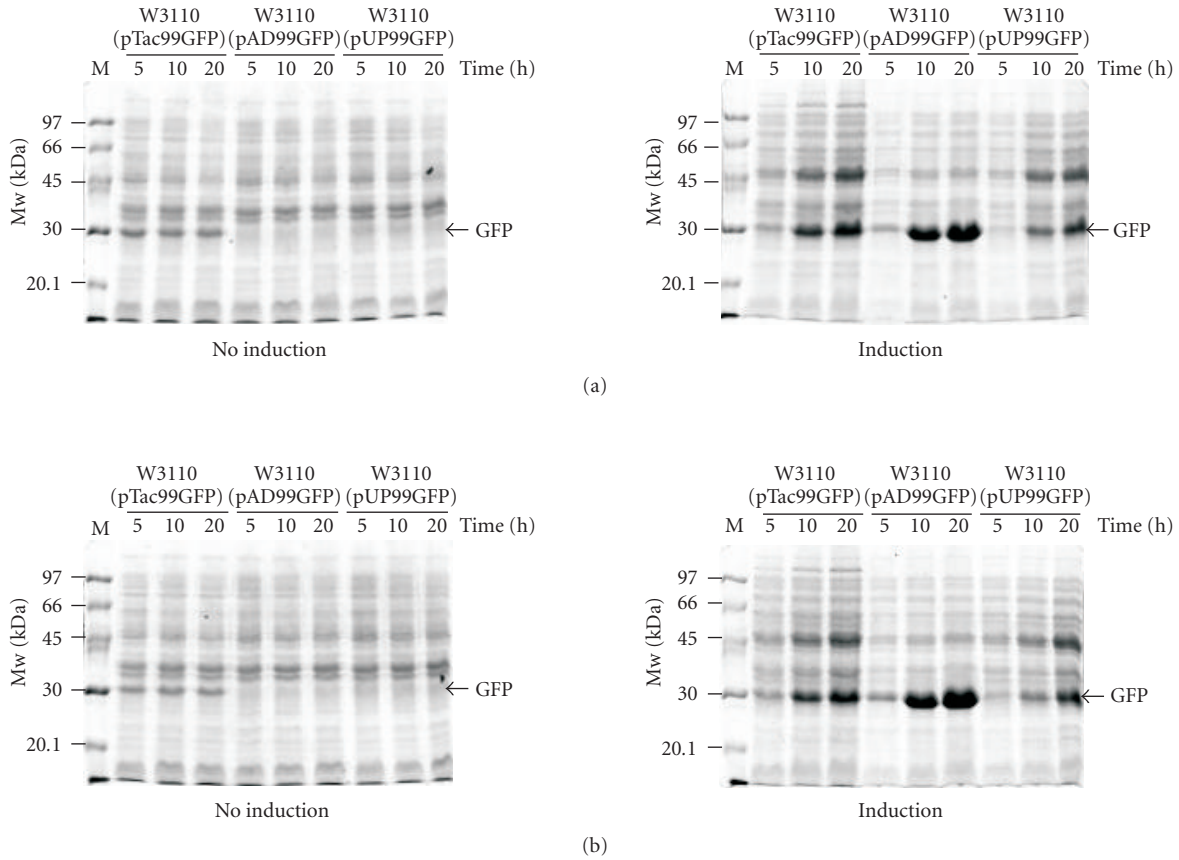 W3110 W3110 W3110
(pTac99GFP) (pAD99GFP) (pUP99GFP)
M 5 10 20 5 10 20 5 10 20 Time (h)
Mw (kDa)
97
66
45
30
20.1
← GFP
No induction
W3110 W3110 W3110
(pTac99GFP) (pAD99GFP) (pUP99GFP)
M 5 10 20 5 10 20 5 10 20 Time (h)
Mw (kDa)
97
66
45
30
20.1
← GFP
Induction
(a)
W3110 W3110 W3110
(pTac99GFP) (pAD99GFP) (pUP99GFP)
M 5 10 20 5 10 20 5 10 20 Time (h)
Mw (kDa)
97
66
45
30
20.1
← GFP
No induction
W3110 W3110 W3110
(pTac99GFP) (pAD99GFP) (pUP99GFP)
M 5 10 20 5 10 20 5 10 20 Time (h)
Mw (kDa)
97
66
45
30
20.1
← GFP
Induction
(b)